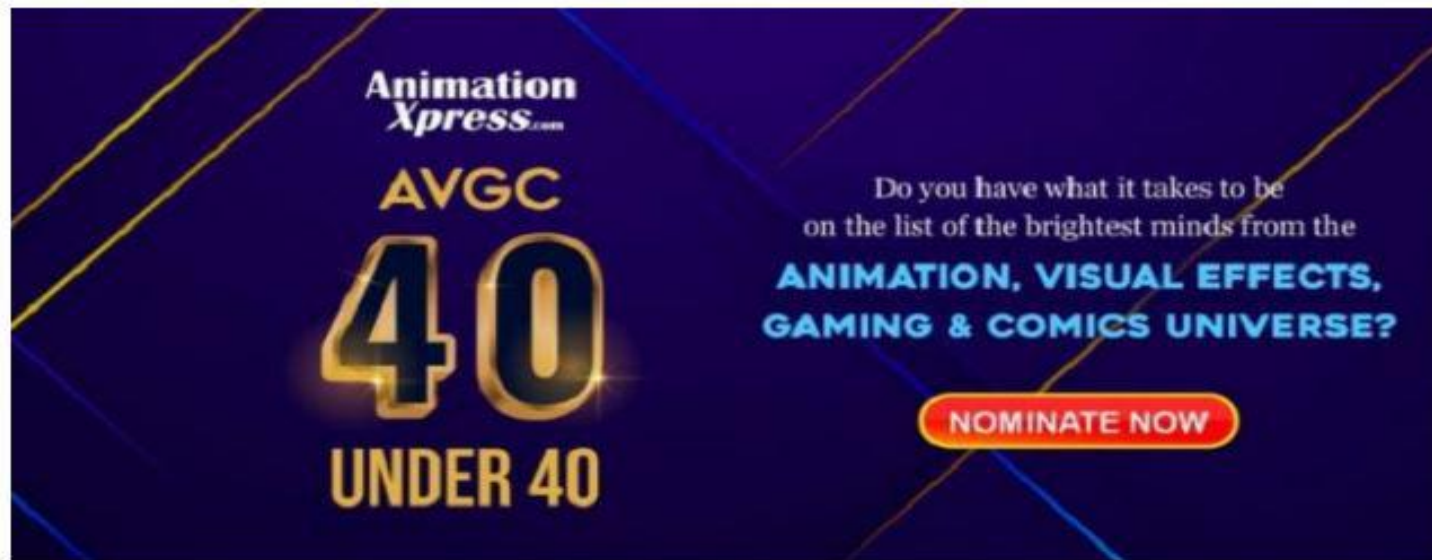 Animation
Xpress.com
AVGC
40
UNDER 40
Do you have what it takes to be
on the list of the brightest minds from the
ANIMATION, VISUAL EFFECTS,
GAMING & COMICS UNIVERSE?
NOMINATE NOW